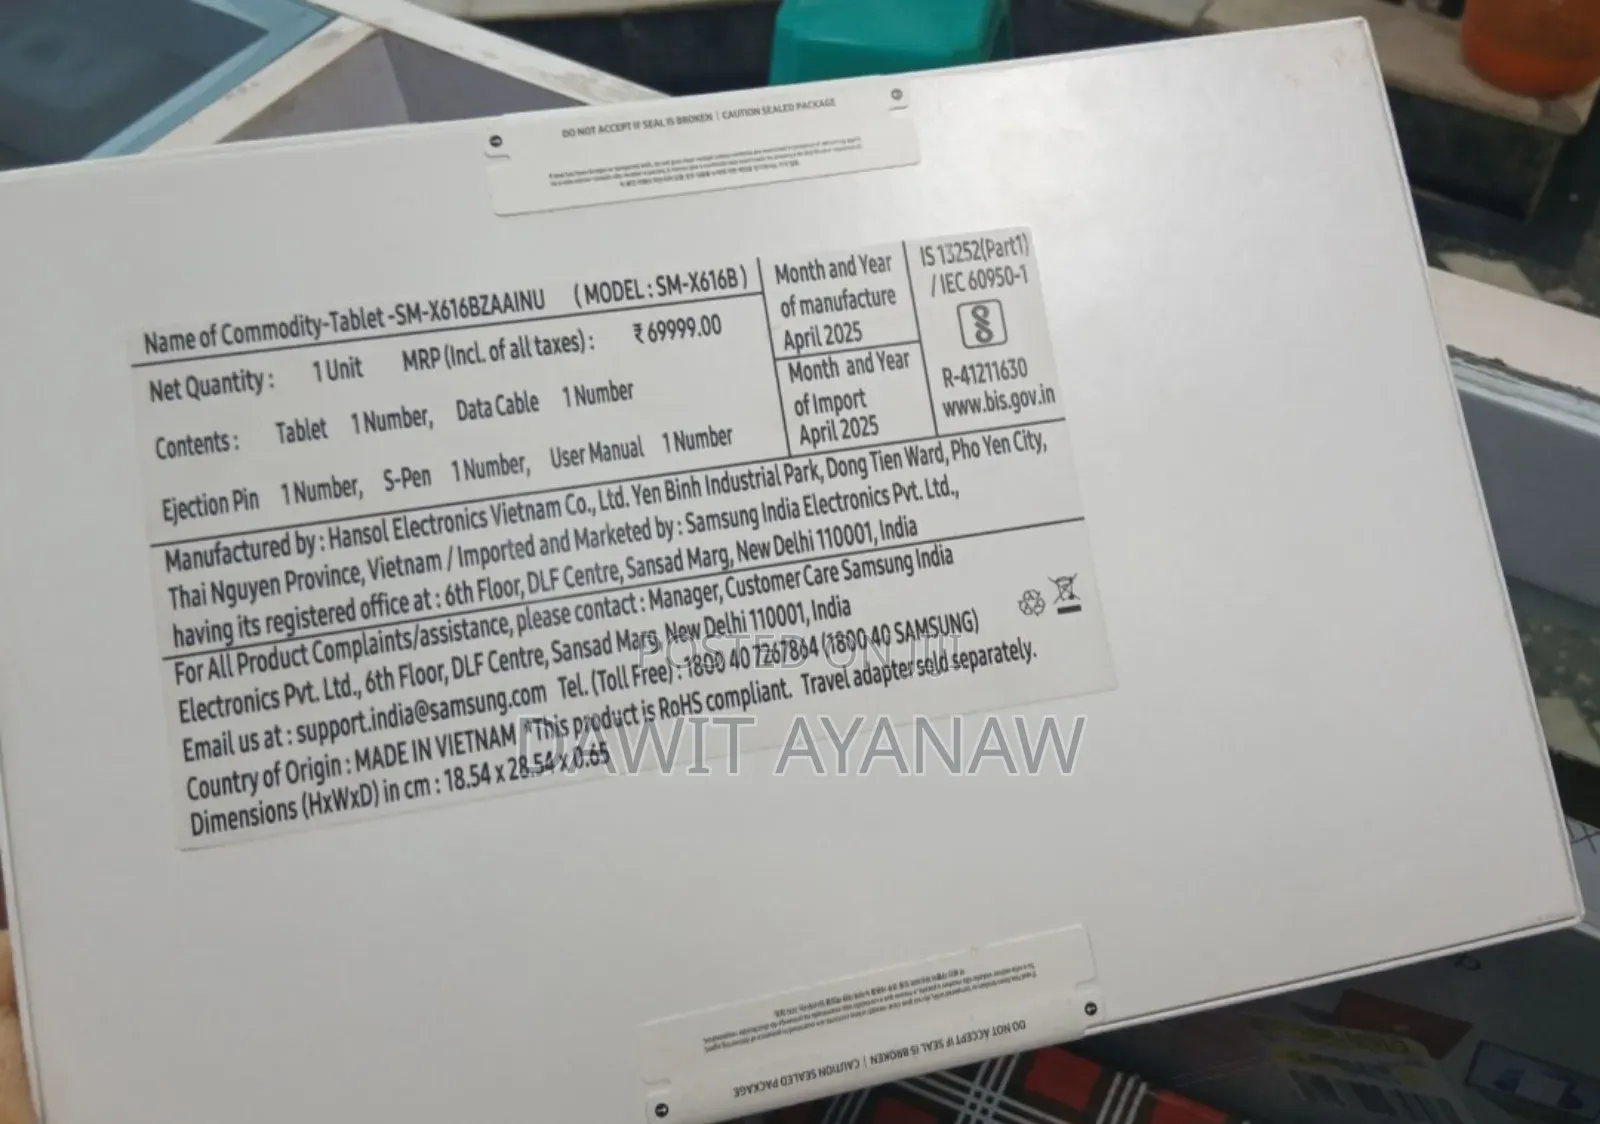 DO NOT ACCEPT IF SEAL IS BROKEN | CAUTION SEALED PACKAGE
Name of Commodity-Tablet -SM-X616BZAAINU (MODEL : SM-X616B)
Net Quantity : 1 Unit MRP (Incl. of all taxes) : ₹ 69999.00
Contents : Tablet 1 Number, Data Cable 1 Number
Ejection Pin 1 Number, S-Pen 1 Number, User Manual 1 Number
Month and Year
of manufacture
April 2025
Month and Year
of Import
April 2025
IS 13252(Part1)
/ IEC 60950-1
R-41211630
www.bis.gov.in
Manufactured by : Hansol Electronics Vietnam Co., Ltd. Yen Binh Industrial Park, Dong Tien Ward, Pho Yen City,
Thai Nguyen Province, Vietnam / Imported and Marketed by : Samsung India Electronics Pvt. Ltd.,
having its registered office at : 6th Floor, DLF Centre, Sansad Marg, New Delhi 110001, India
For All Product Complaints/assistance, please contact : Manager, Customer Care Samsung India
Electronics Pvt. Ltd., 6th Floor, DLF Centre, Sansad Marg, New Delhi 110001, India
Email us at : support.india@samsung.com Tel. (Toll Free) : 1800 40 7267864 (1800 40 SAMSUNG)
Country of Origin : MADE IN VIETNAM *This product is RoHS compliant. Travel adapter sold separately.
Dimensions (HxWxD) in cm : 18.54 x 28.54 x 0.65
POSTED ON JIJI
DAWIT AYANAW
DO NOT ACCEPT IF SEAL IS BROKEN | CAUTION SEALED PACKAGE